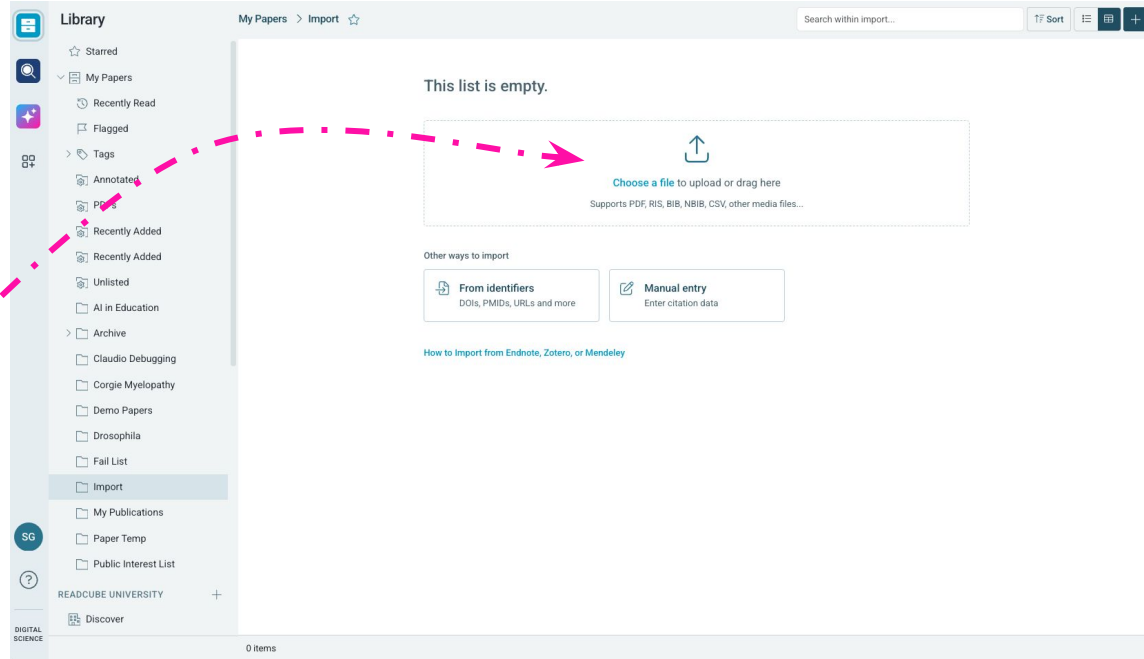 Library
Starred
My Papers
Recently Read
Flagged
Tags
Annotated
PDFs
Recently Added
Recently Added
Unlisted
AI in Education
Archive
Claudio Debugging
Corgie Myelopathy
Demo Papers
Drosophila
Fail List
Import
My Publications
Paper Temp
Public Interest List
READCUBE UNIVERSITY
Discover
SG
DIGITAL
SCIENCE
My Papers > Import
Search within import...
Sort
This list is empty.
Choose a file to upload or drag here
Supports PDF, RIS, BIB, NBIB, CSV, other media files...
Other ways to import
From identifiers
DOIs, PMIDs, URLs and more
Manual entry
Enter citation data
How to Import from Endnote, Zotero, or Mendeley
0 items